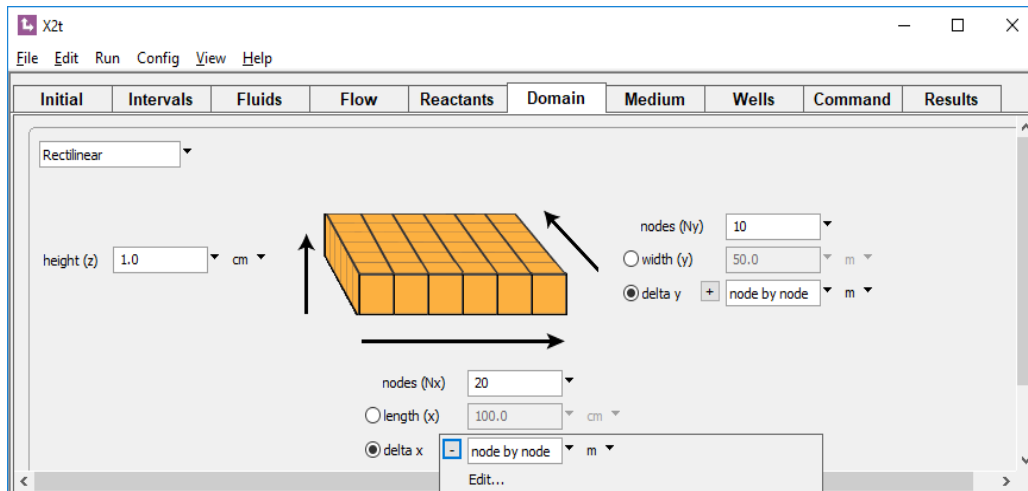 X2t
File Edit Run Config View Help
Initial Intervals Fluids Flow Reactants Domain Medium Wells Command Results
Rectilinear
height (z) 1.0 cm
nodes (Ny) 10
width (y) 50.0 m
delta y + node by node m
nodes (Nx) 20
length (x) 100.0 cm
delta x - node by node m
Edit...